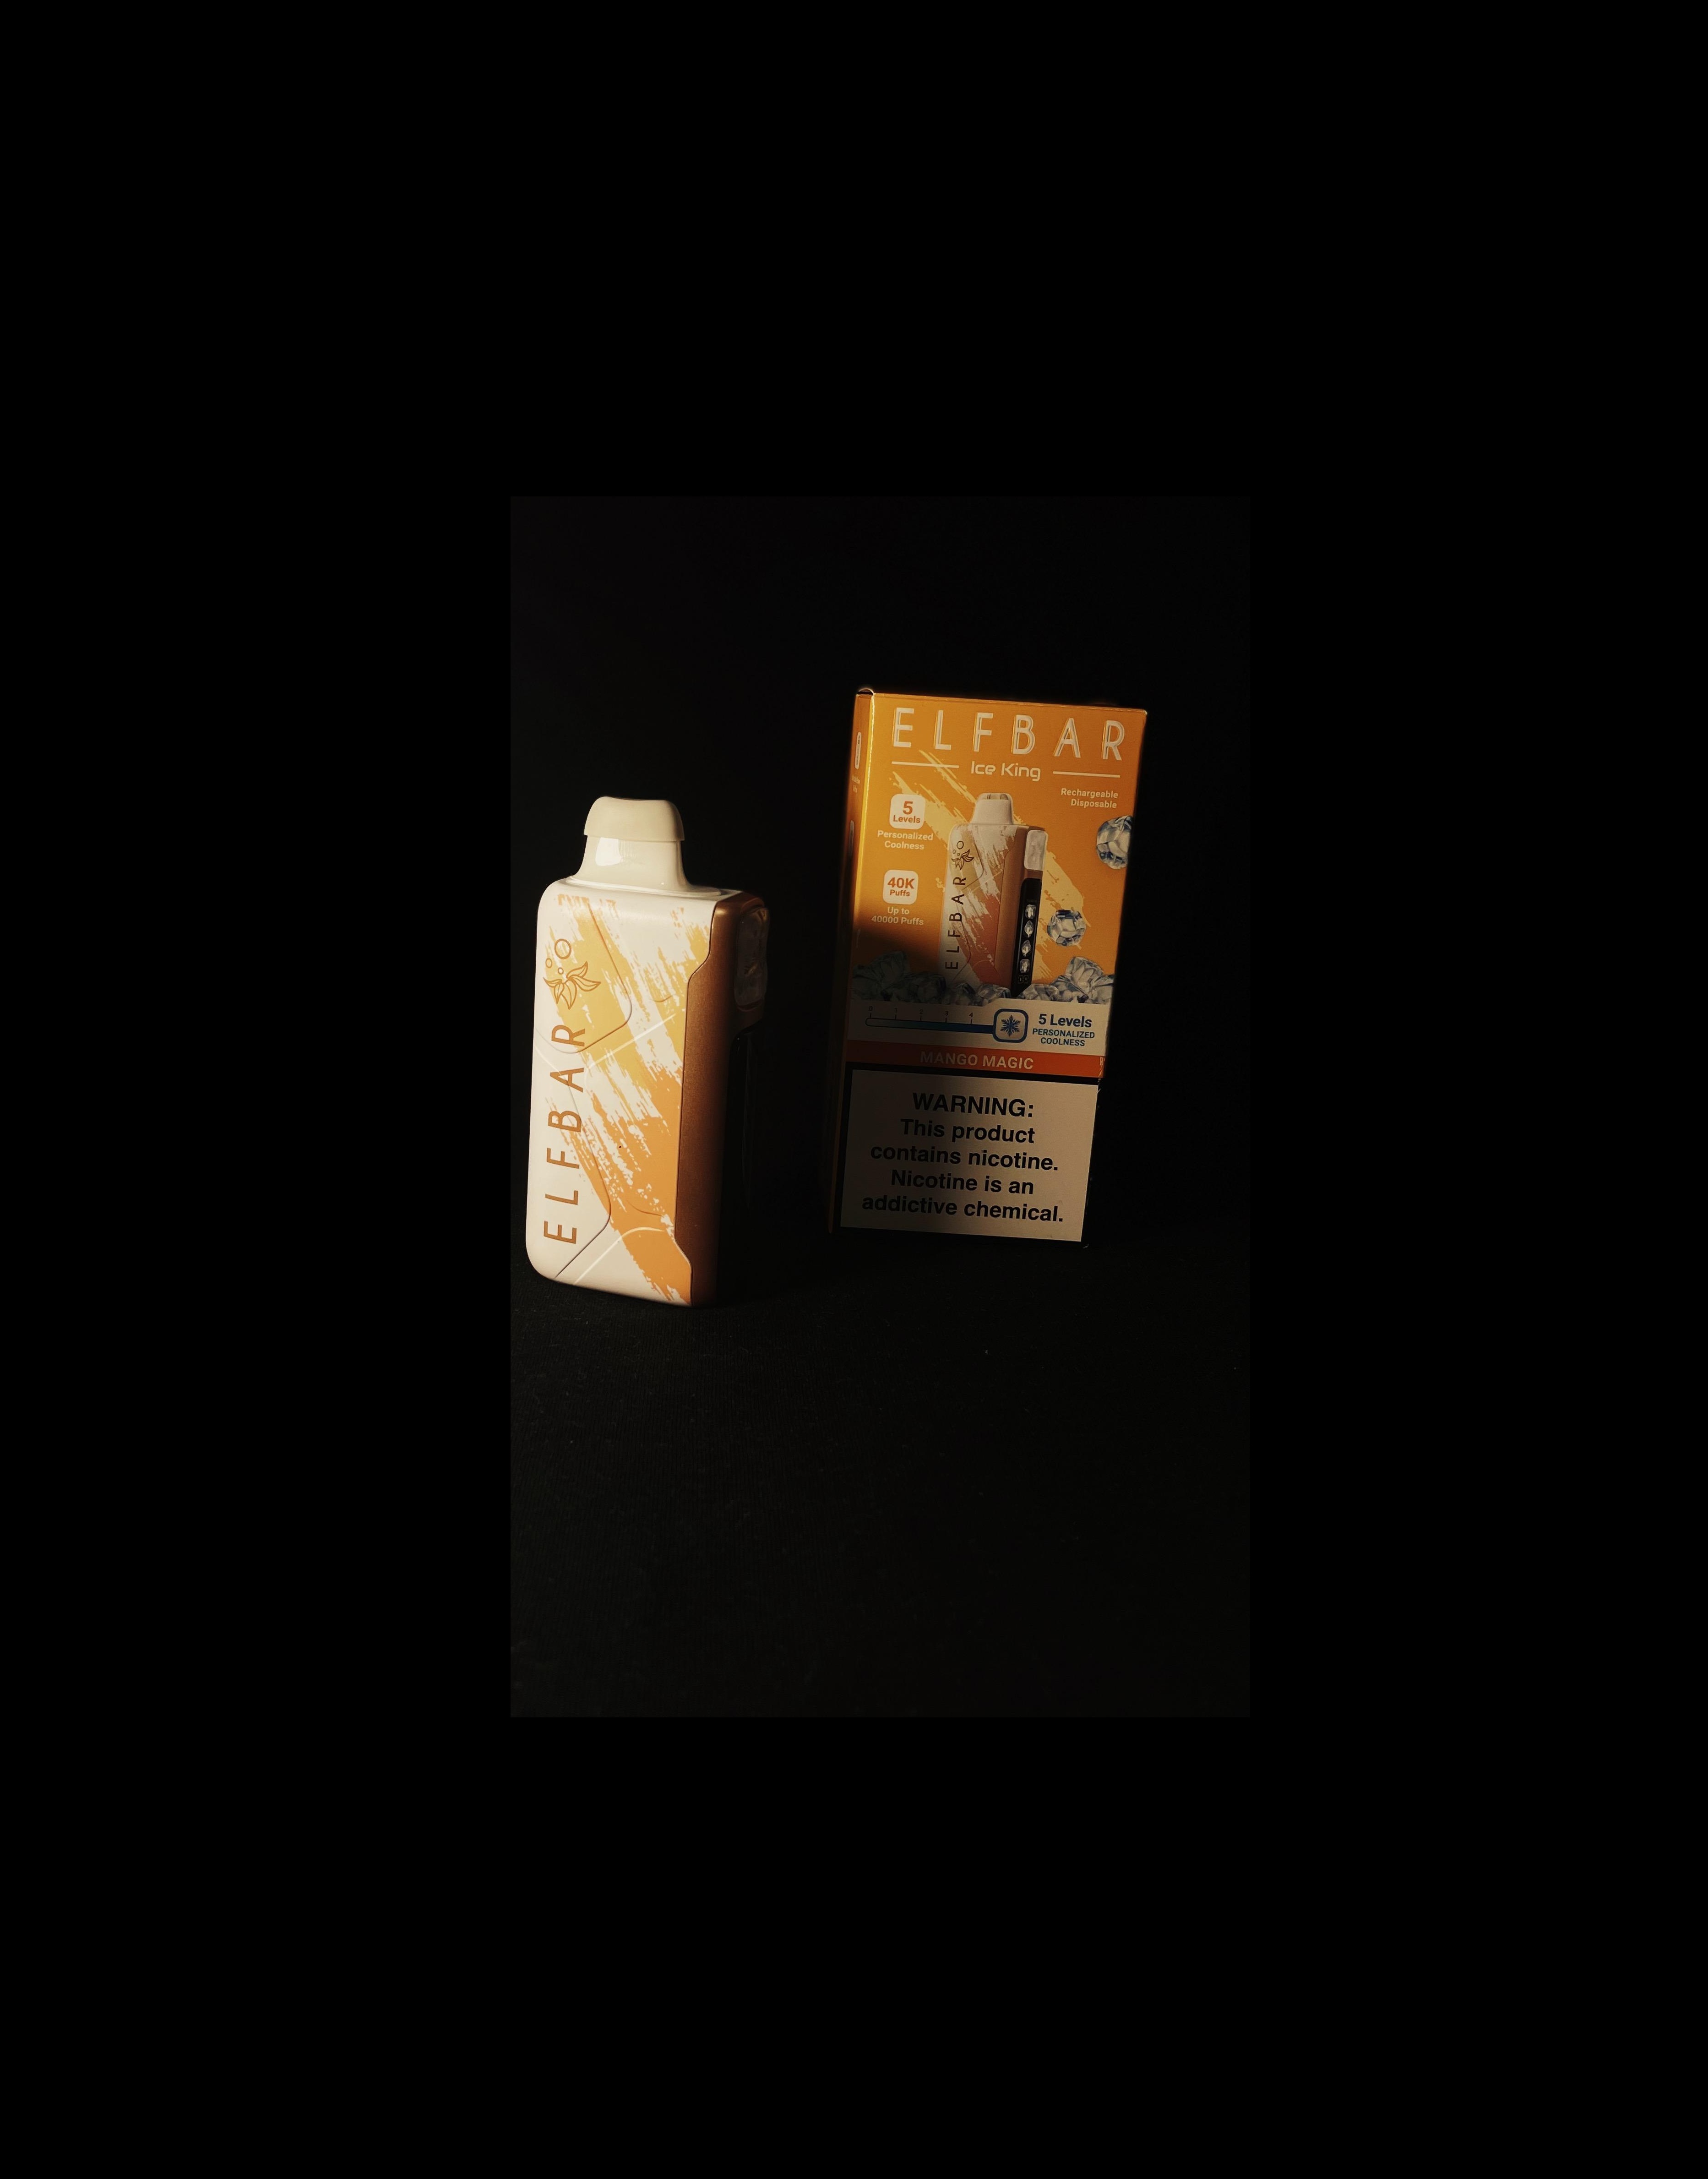 ELFBAR
ELFBAR
Ice King
Rechargeable
Disposable
5
Levels
Personalized
Coolness
40K
Puffs
Up to
40000 Puffs
ELFBAR
5 Levels
PERSONALIZED
COOLNESS
MANGO MAGIC
WARNING:
This product
contains nicotine.
Nicotine is an
addictive chemical.